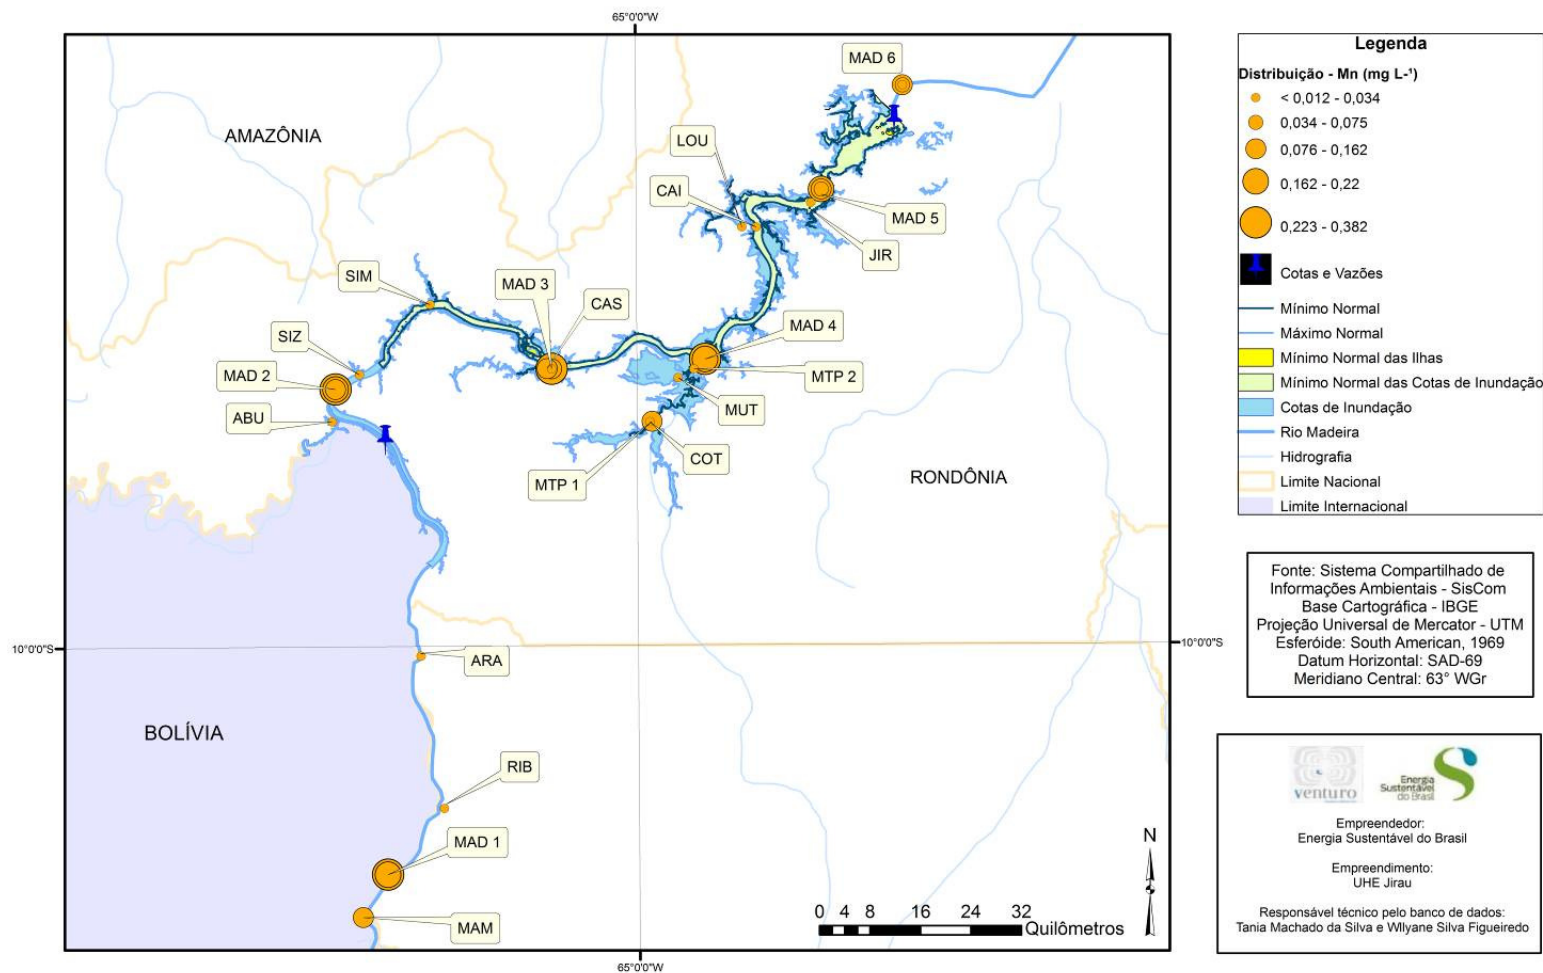 65°0'0"W
MAD 6
AMAZÔNIA
LOU
CAI
MAD 5
JIR
SIM
MAD 3
CAS
SIZ
MAD 4
MAD 2
MTP 2
ABU
MUT
COT
MTP 1
RONDÔNIA
10°0'0"S
10°0'0"S
ARA
BOLÍVIA
RIB
MAD 1
MAM
N
0 4 8 16 24 32
Quilômetros
65°0'0"W
Legenda
Distribuição - Mn (mg L-¹)
< 0,012 - 0,034
0,034 - 0,075
0,076 - 0,162
0,162 - 0,22
0,223 - 0,382
Cotas e Vazões
Mínimo Normal
Máximo Normal
Mínimo Normal das Ilhas
Mínimo Normal das Cotas de Inundação
Cotas de Inundação
Rio Madeira
Hidrografia
Limite Nacional
Limite Internacional
Fonte: Sistema Compartilhado de
Informações Ambientais - SisCom
Base Cartográfica - IBGE
Projeção Universal de Mercator - UTM
Esferóide: South American, 1969
Datum Horizontal: SAD-69
Meridiano Central: 63° WGr
venturo
Energia
Sustentável
do Brasil
Empreendedor:
Energia Sustentável do Brasil
Empreendimento:
UHE Jirau
Responsável técnico pelo banco de dados:
Tania Machado da Silva e Wllyane Silva Figueiredo